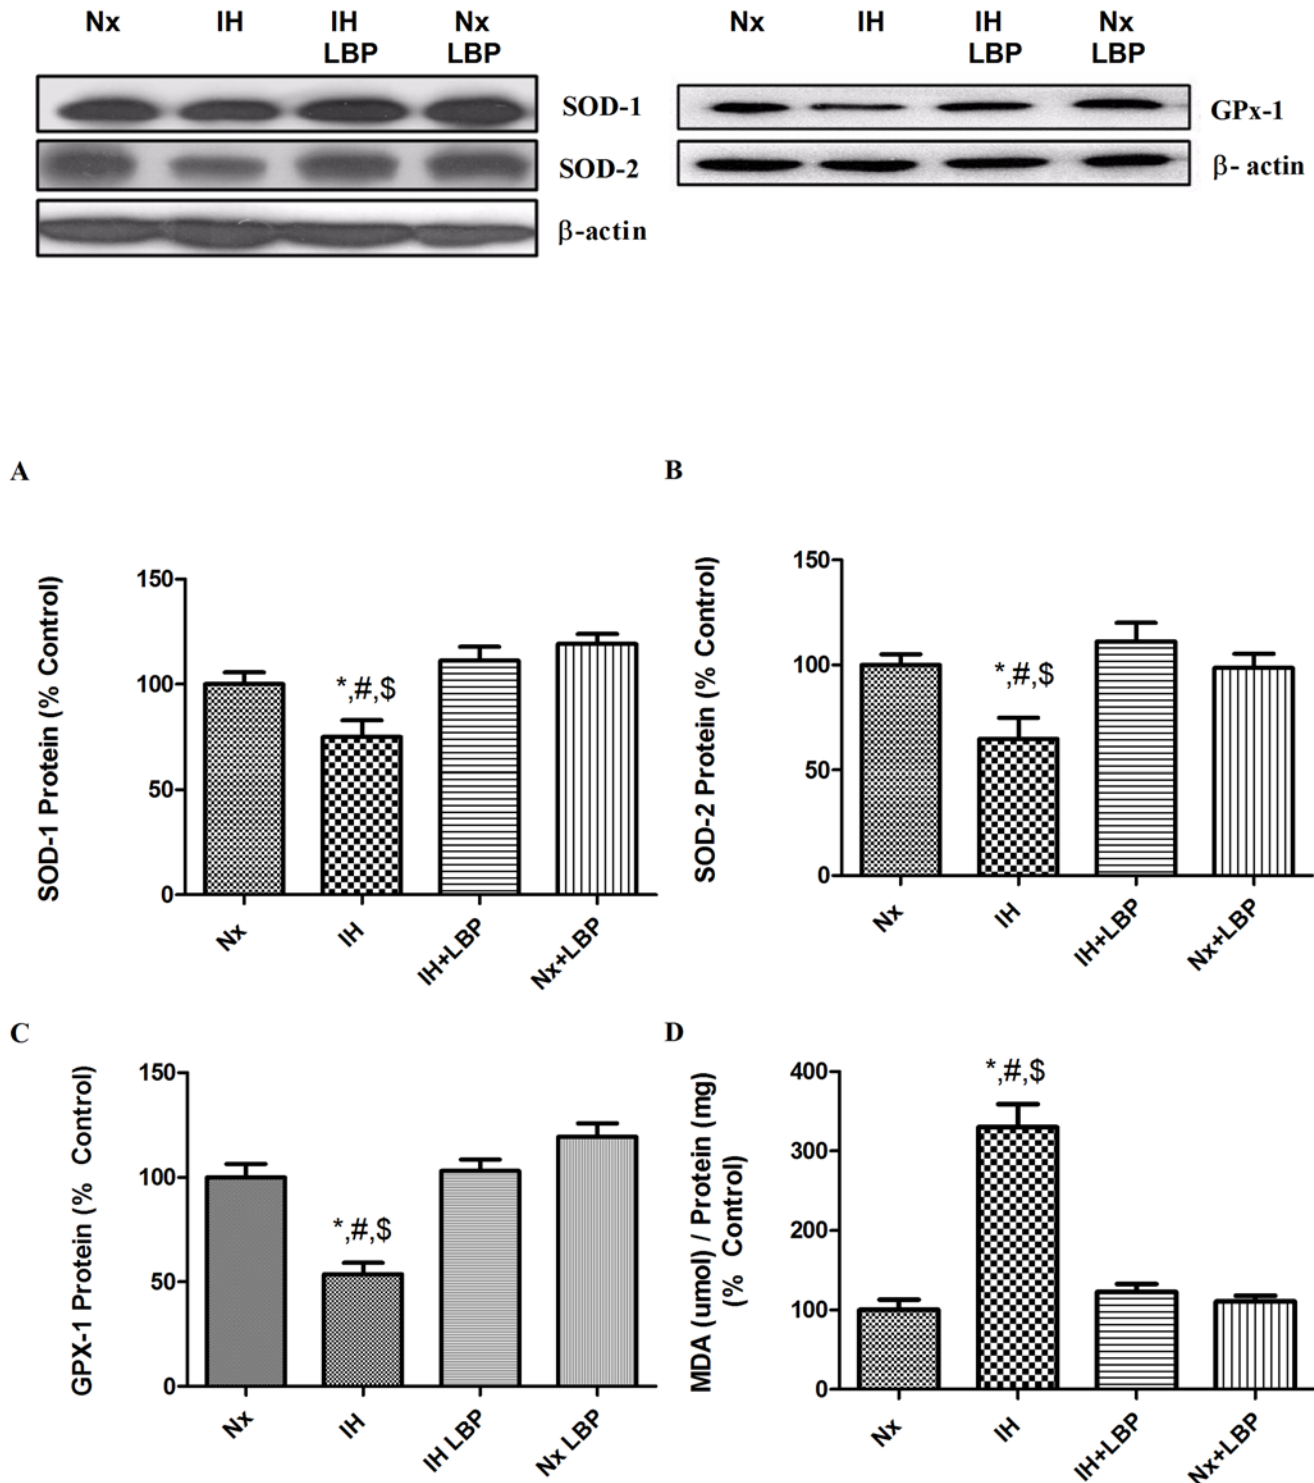 Nx IH IH Nx
LBP LBP
SOD-1
SOD-2
β-actin
Nx IH IH Nx
LBP LBP
GPx-1
β- actin
A
SOD-1 Protein (% Control)
150
100
50
0
*,#,$
Nx IH IH+LBP Nx+LBP
B
SOD-2 Protein (% Control)
150
100
50
0
*,#,$
Nx IH IH+LBP Nx+LBP
C
GPX-1 Protein (% Control)
150
100
50
0
*,#,$
Nx IH IH LBP Nx LBP
D
MDA (umol) / Protein (mg)
(% Control)
400
300
200
100
0
*,#,$
Nx IH IH+LBP Nx+LBP